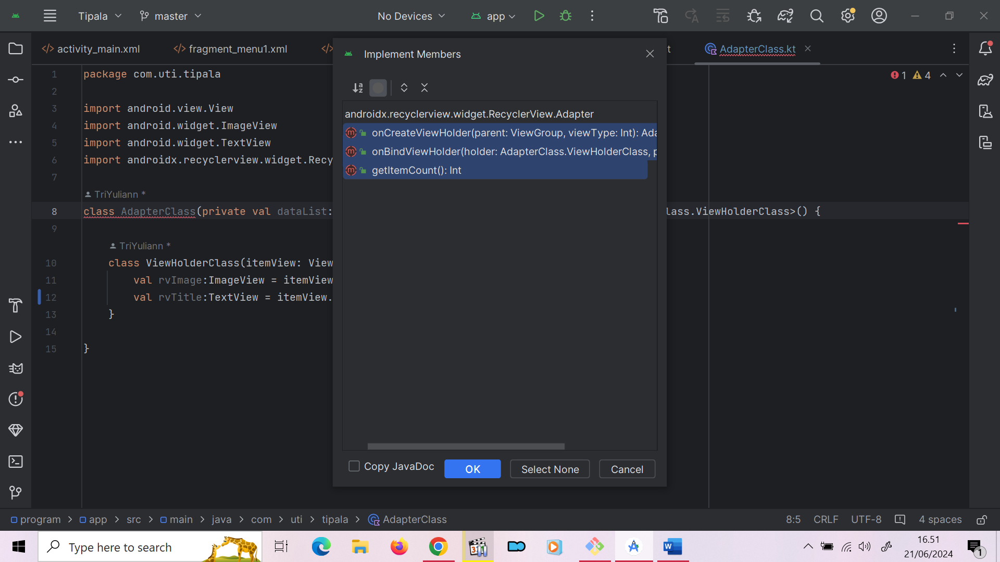 Tipala master No Devices app
activity_main.xml fragment_menu1.xml t AdapterClass.kt
1 4
1 package com.uti.tipala
2
3 import android.view.View
4 import android.widget.ImageView
5 import android.widget.TextView
6 import androidx.recyclerview.widget.Recy
7
TriYuliann *
8 class AdapterClass(private val dataList: lass.ViewHolderClass>() {
9
TriYuliann *
10 class ViewHolderClass(itemView: View
11 val rvImage:ImageView = itemView
12 val rvTitle:TextView = itemView.
13 }
14
15 }
Implement Members
androidx.recyclerview.widget.RecyclerView.Adapter
m onCreateViewHolder(parent: ViewGroup, viewType: Int): Ada
m onBindViewHolder(holder: AdapterClass.ViewHolderClass, p
m getItemCount(): Int
Copy JavaDoc OK Select None Cancel
program > app > src > main > java > com > uti > tipala > AdapterClass
8:5 CRLF UTF-8 4 spaces
Type here to search
16.51
21/06/2024
1